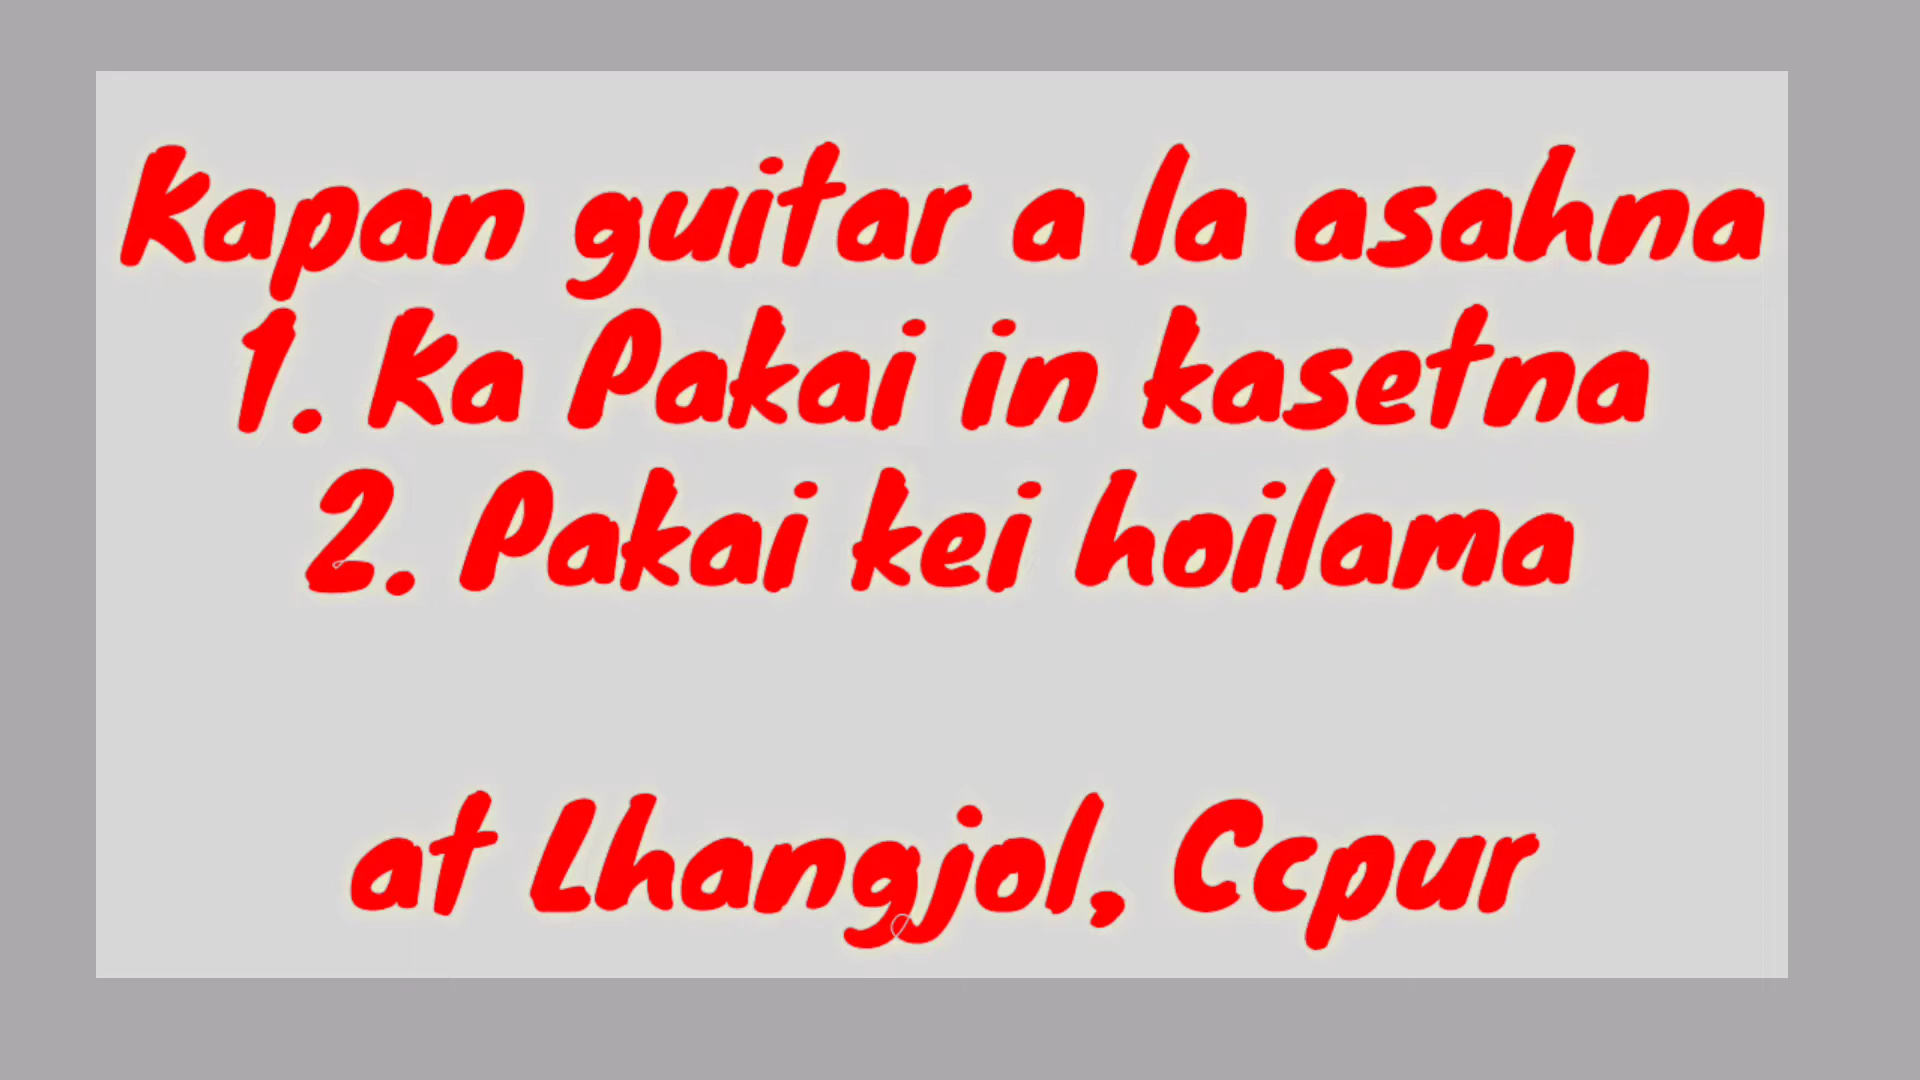 Kapan guitar a la asahna
1. Ka Pakai in kasetna
2. Pakai kei hoilama
at Lhangjol, Ccpur